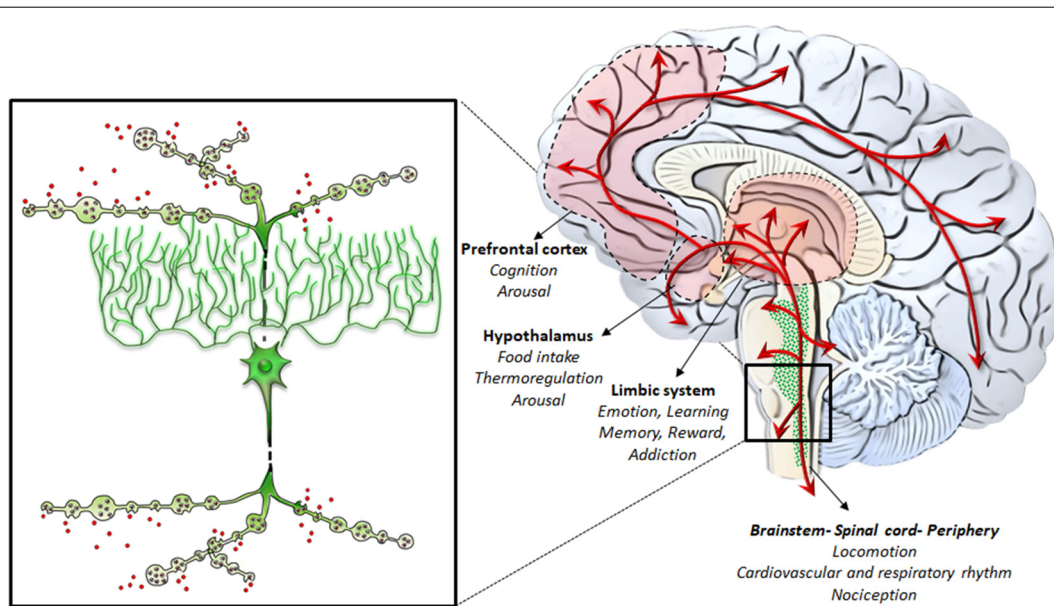 Prefrontal cortex
Cognition
Arousal
Hypothalamus
Food intake
Thermoregulation
Arousal
Limbic system
Emotion, Learning
Memory, Reward,
Addiction
Brainstem- Spinal cord- Periphery
Locomotion
Cardiovascular and respiratory rhythm
Nociception